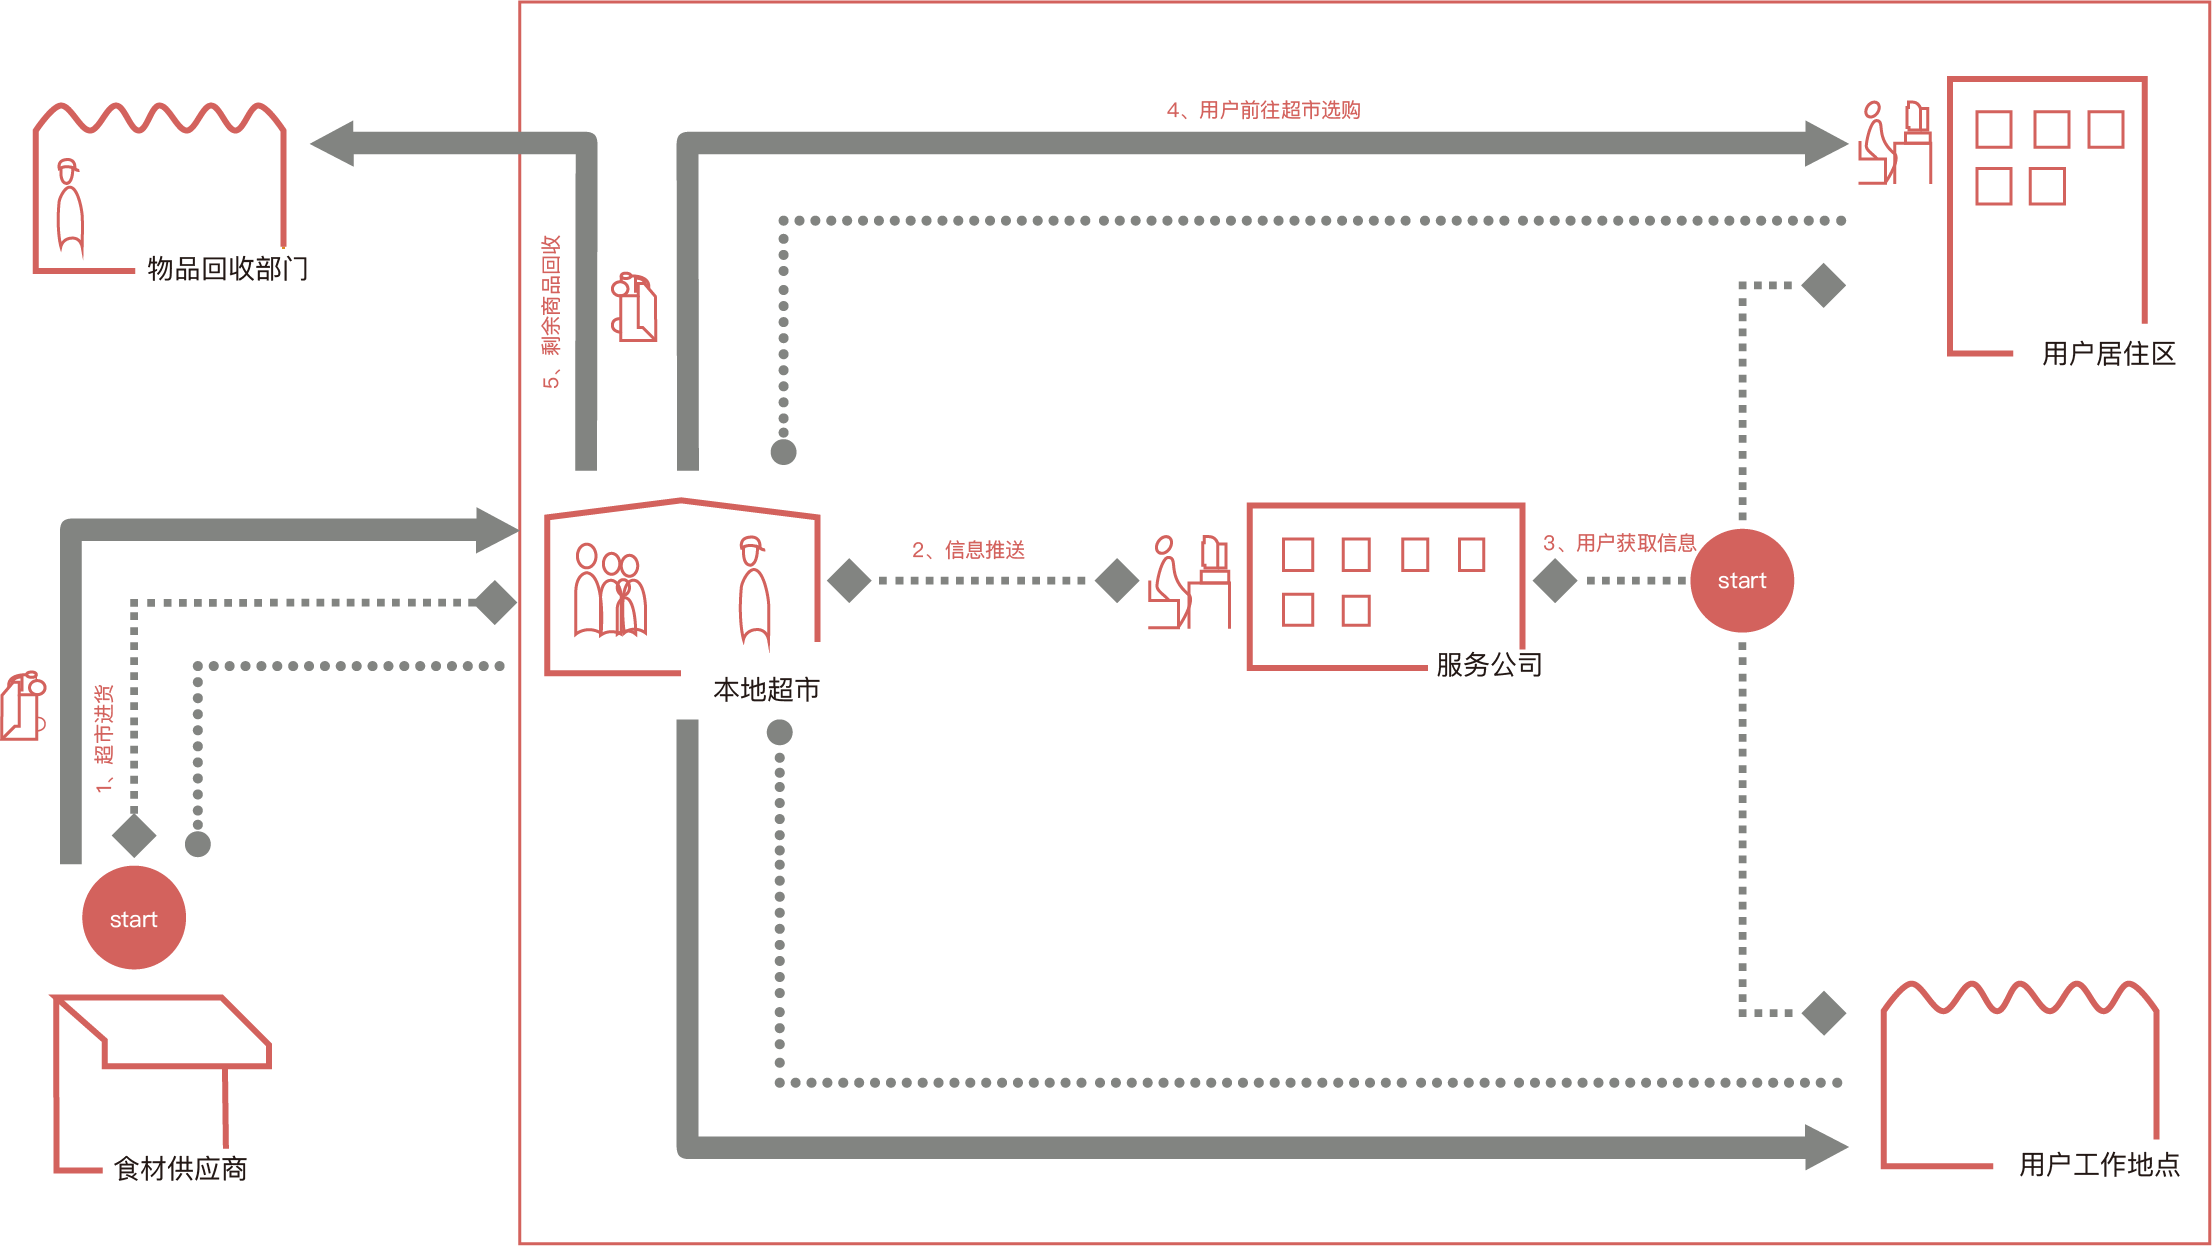 4、用户前往超市选购
物品回收部门
5、剩余商品回收
用户居住区
2、信息推送
3、用户获取信息
start
服务公司
本地超市
1、超市进货
start
食材供应商
用户工作地点